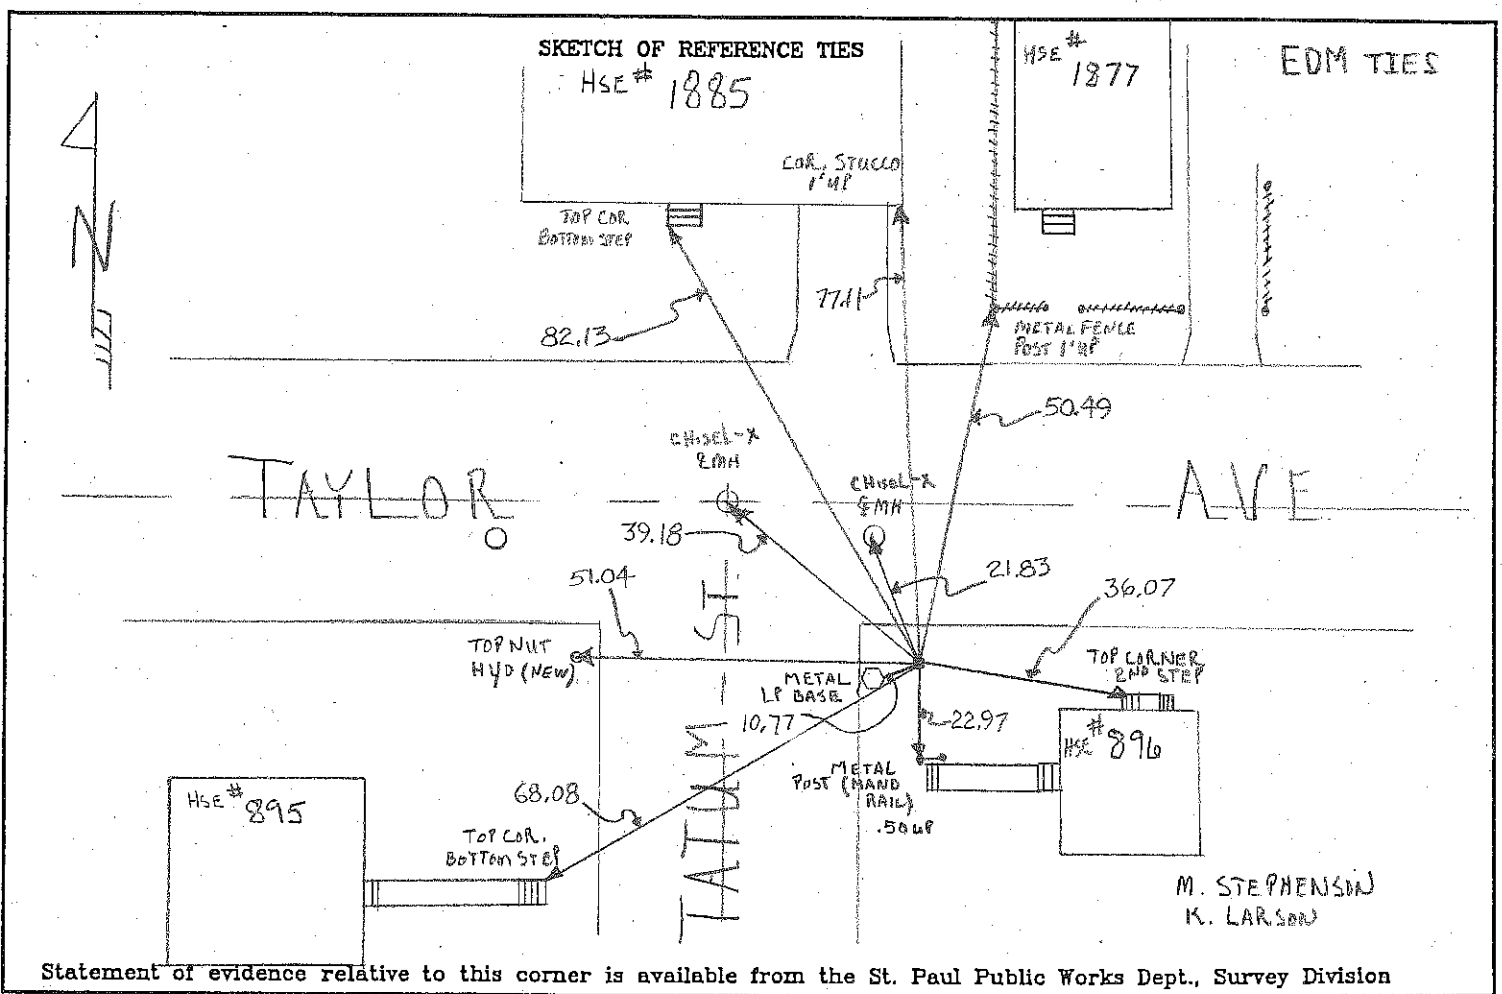 SKETCH OF REFERENCE TIES
HSE # 1885
HSE #
1877
EDM TIES
COR. STUCCO
1' UP
TOP COR
BOTTOM STEP
N
77.11
82.13
METAL FENCE
POST 1' UP
50.49
CHISEL-X
MH
CHISEL-X
MH
TAYLOR
AVE
39.18
21.83
51.04
36.07
TOP NUT
HYD (NEW)
METAL
LP BASE
10.77
TOP CORNER
2ND STEP
22.97
HSE # 896
TATUM ST.
METAL
POST (HAND
RAIL)
.50 UP
HSE # 895
68.08
TOP COR.
BOTTOM STEP
M. STEPHENSON
K. LARSON
Statement of evidence relative to this corner is available from the St. Paul Public Works Dept., Survey Division